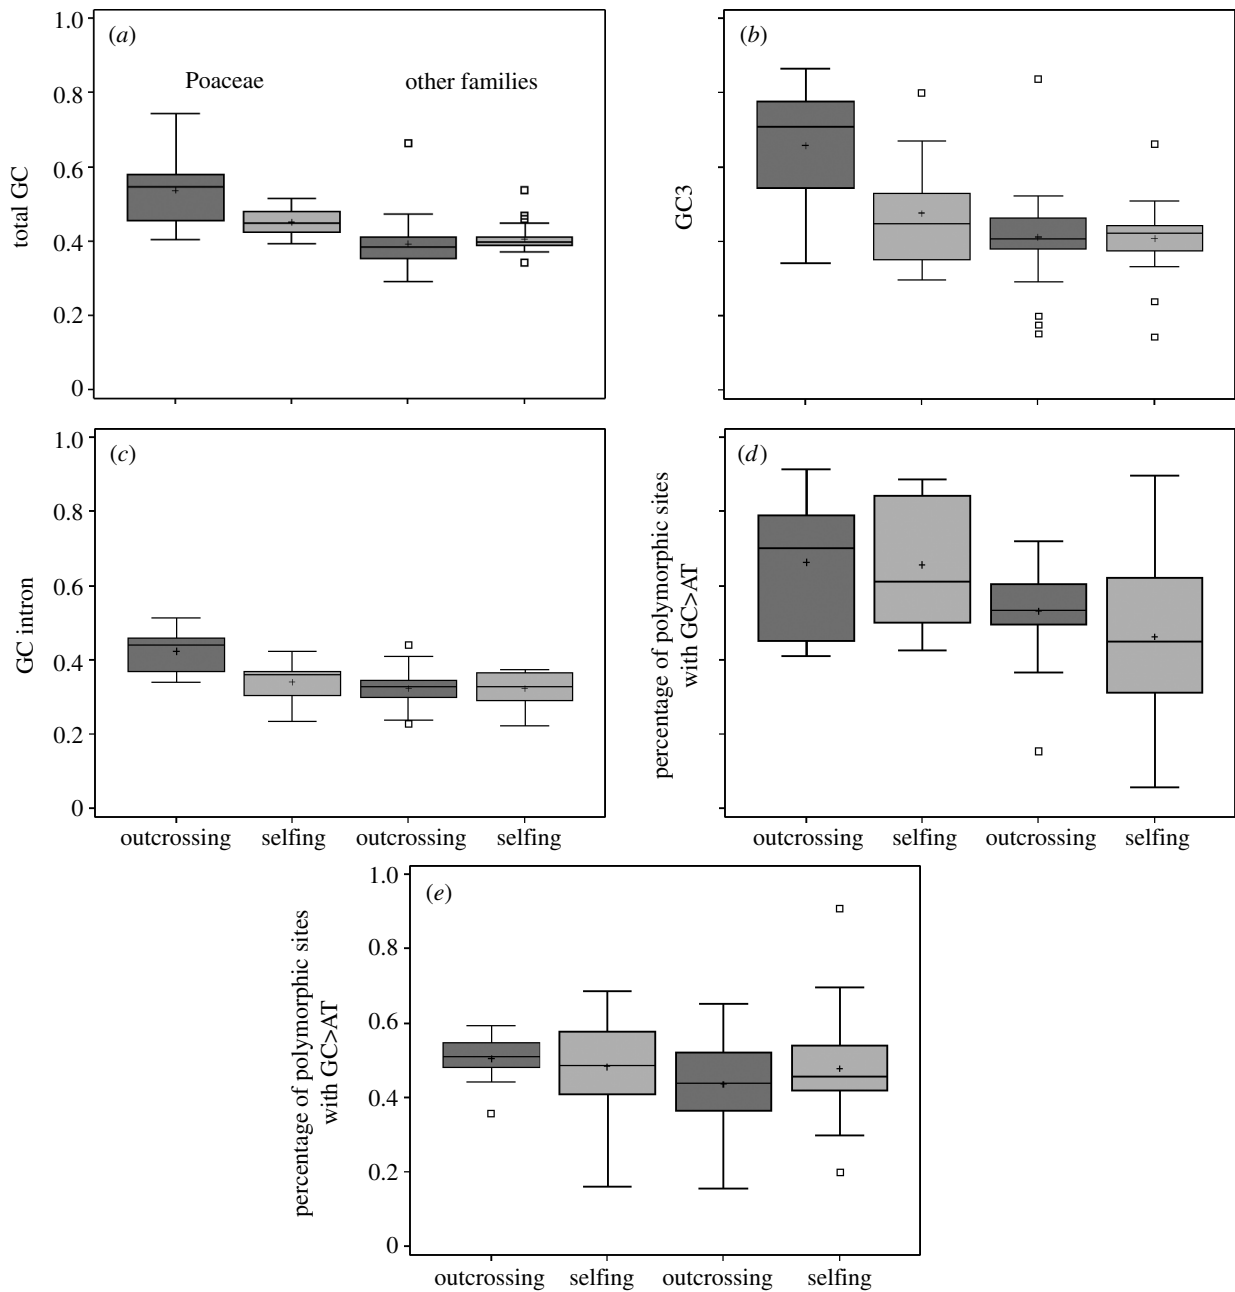 1.0
(a)
Poaceae
other families
0.8
0.6
0.4
0.2
0
total GC
(b)
GC3
1.0
(c)
0.8
0.6
0.4
0.2
0
GC intron
outcrossing selfing outcrossing selfing
(d)
percentage of polymorphic sites
with GC>AT
outcrossing selfing outcrossing selfing
1.0
(e)
0.8
0.6
0.4
0.2
0
percentage of polymorphic sites
with GC>AT
outcrossing selfing outcrossing selfing